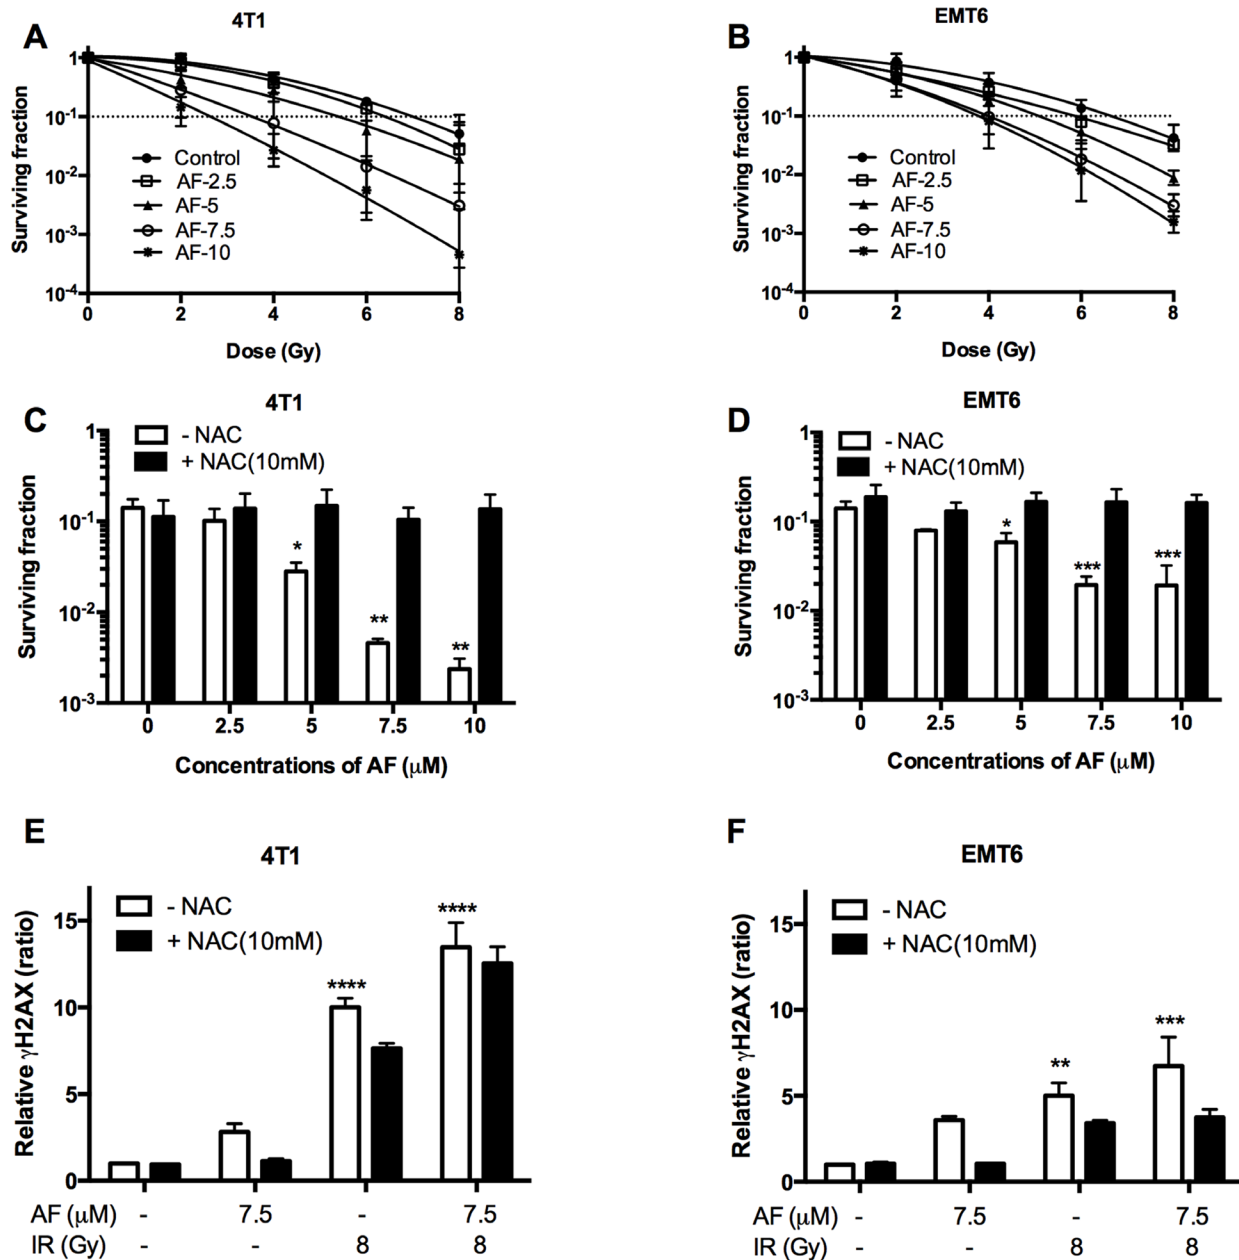 A
4T1
Surviving fraction
1
10-1
10-2
10-3
10-4
Control
AF-2.5
AF-5
AF-7.5
AF-10
0 2 4 6 8
Dose (Gy)
B
EMT6
Surviving fraction
1
10-1
10-2
10-3
10-4
Control
AF-2.5
AF-5
AF-7.5
AF-10
0 2 4 6 8
Dose (Gy)
C
4T1
- NAC
+ NAC(10mM)
Surviving fraction
1
10-1
10-2
10-3
*
**
**
0 2.5 5 7.5 10
Concentrations of AF (μM)
D
EMT6
- NAC
+ NAC(10mM)
Surviving fraction
1
10-1
10-2
10-3
*
***
***
0 2.5 5 7.5 10
Concentrations of AF (μM)
E
4T1
- NAC
+ NAC(10mM)
Relative γH2AX (ratio)
15
10
5
0
****
****
AF (μM) - 7.5 - 7.5
IR (Gy) - - 8 8
F
EMT6
- NAC
+ NAC(10mM)
Relative γH2AX (ratio)
15
10
5
0
**
***
AF (μM) - 7.5 - 7.5
IR (Gy) - - 8 8